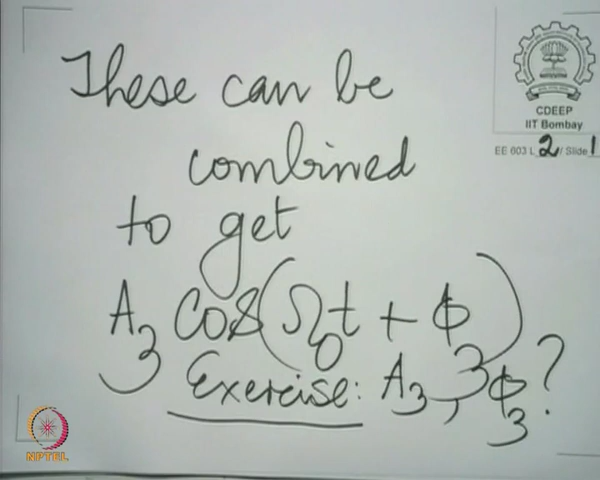 These can be
combined
to get
A₃ cos(Ω₀t + φ₃)
Exercise: A₃, φ₃?
CDEEP
IIT Bombay
EE 603 L 2 / Slide 1
NPTEL